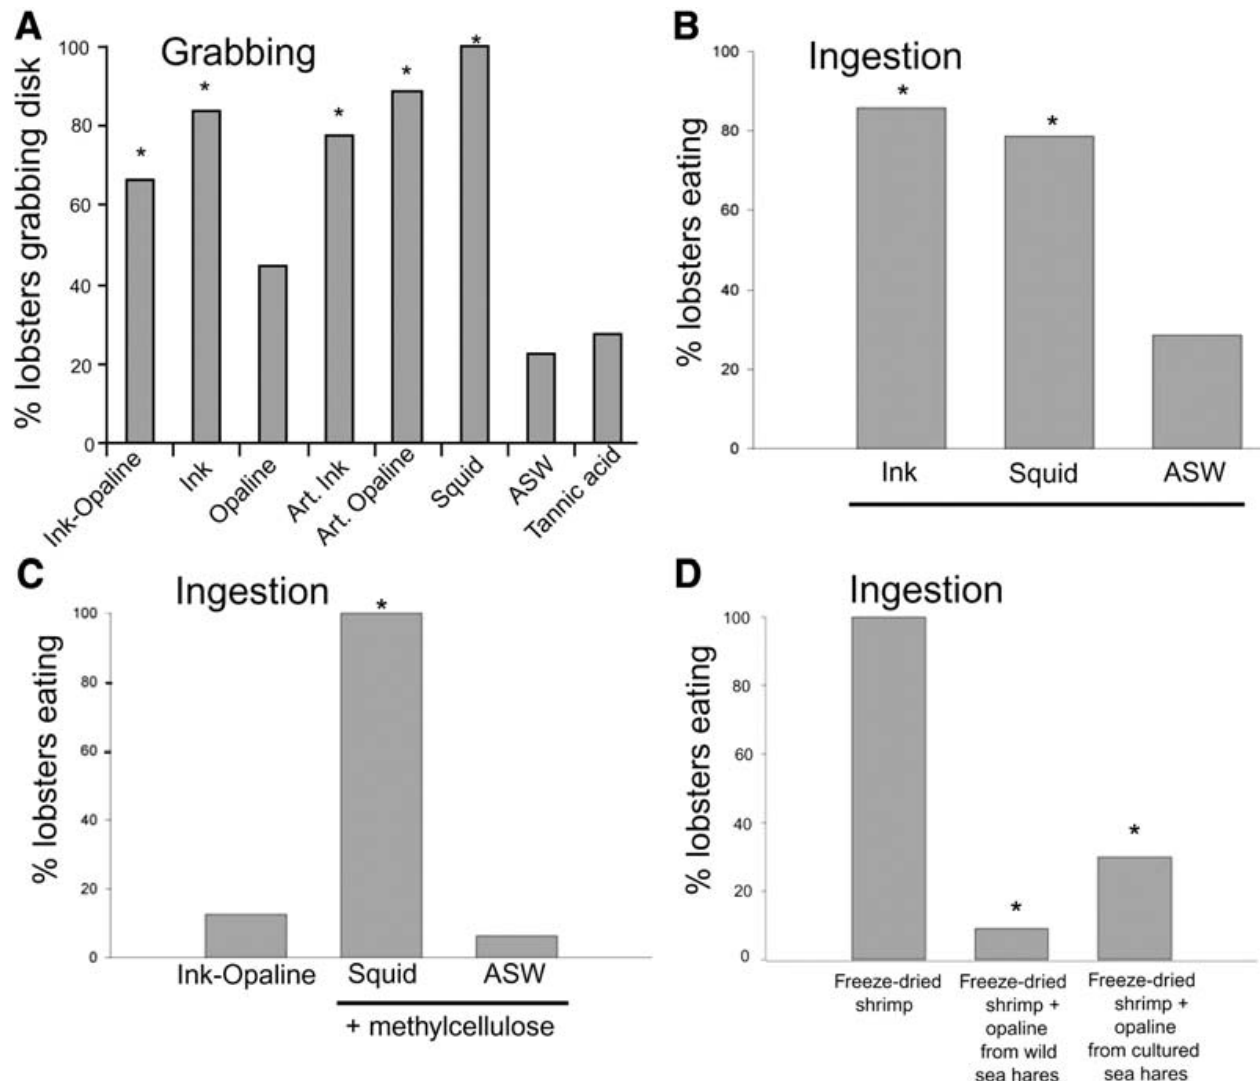 A
Grabbing
% lobsters grabbing disk
100
80
60
40
20
0
*
*
*
*
*
Ink-Opaline
Ink
Opaline
Art. Ink
Art. Opaline
Squid
ASW
Tannic acid
B
Ingestion
% lobsters eating
100
80
60
40
20
0
*
*
Ink
Squid
ASW
C
Ingestion
% lobsters eating
100
80
60
40
20
0
*
Ink-Opaline
Squid
ASW
+ methylcellulose
D
Ingestion
% lobsters eating
100
80
60
40
20
0
*
*
Freeze-dried
shrimp
Freeze-dried
shrimp +
opaline
from wild
sea hares
Freeze-dried
shrimp +
opaline
from cultured
sea hares